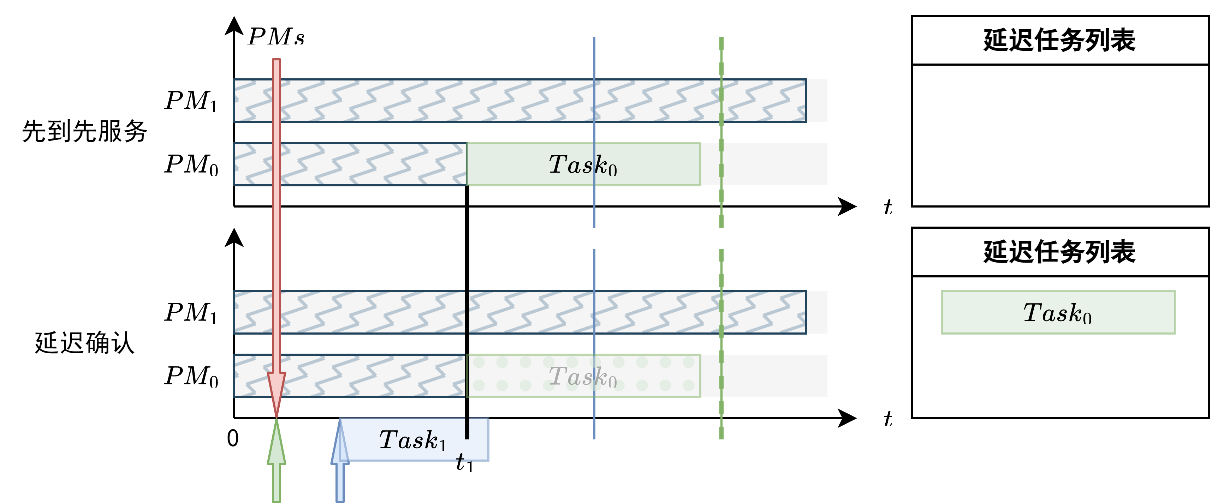 PMs
延迟任务列表
PM₁
先到先服务
PM₀
Task₀
t
延迟任务列表
PM₁
Task₀
延迟确认
PM₀
Task₀
t
0
Task₁
t₁